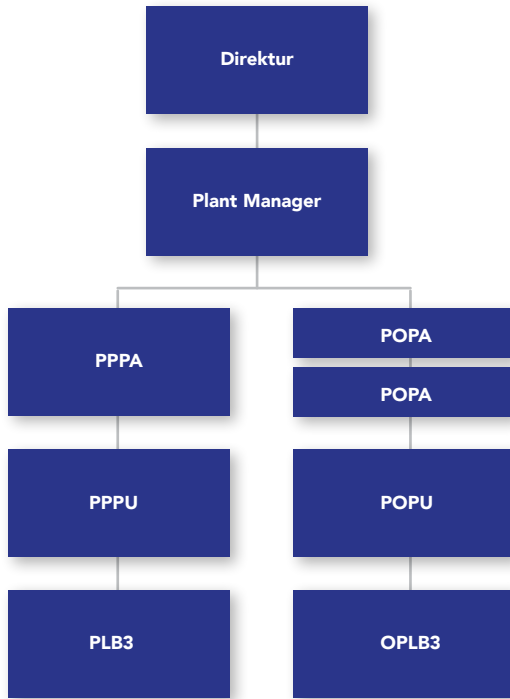 Direktur
Plant Manager
PPPA
POPA
POPA
PPPU
POPU
PLB3
OPLB3